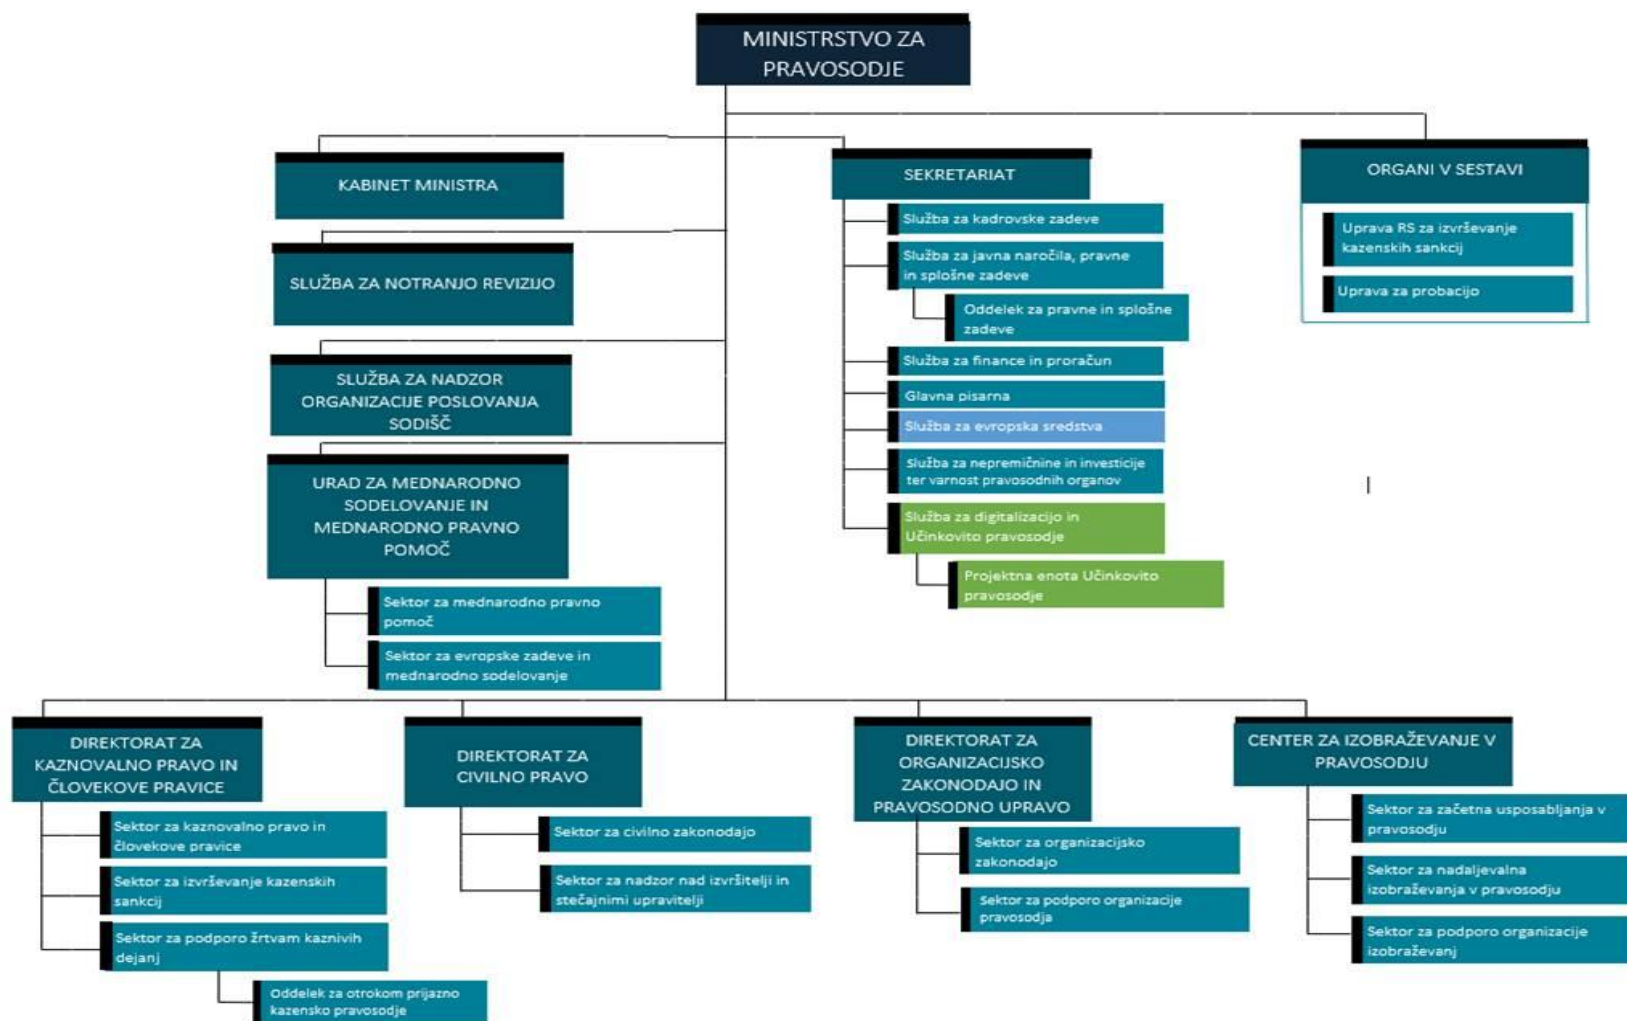 MINISTRSTVO ZA
PRAVOSODJE
KABINET MINISTRA
SLUŽBA ZA NOTRANJO REVIZIJO
SLUŽBA ZA NADZOR
ORGANIZACIJE POSLOVANJA
SODIŠČ
URAD ZA MEDNARODNO
SODELOVANJE IN
MEDNARODNO PRAVNO
POMOČ
Sektor za mednarodno pravno
pomoč
Sektor za evropske zadeve in
mednarodno sodelovanje
SEKRETARIAT
Služba za kadrovske zadeve
Služba za javna naročila, pravne
in splošne zadeve
Oddelek za pravne in splošne
zadeve
Služba za finance in proračun
Glavna pisarna
Služba za evropska sredstva
Služba za nepremičnine in investicije
ter varnost pravosodnih organov
Služba za digitalizacijo in
Učinkovito pravosodje
Projektna enota Učinkovito
pravosodje
ORGANI V SESTAVI
Uprava RS za izvrševanje
kazenskih sankcij
Uprava za probacijo
DIREKTORAT ZA
KAZNOVALNO PRAVO IN
ČLOVEKOVE PRAVICE
Sektor za kaznovalno pravo in
človekove pravice
Sektor za izvrševanje kazenskih
sankcij
Sektor za podporo žrtvam kaznivih
dejanj
Oddelek za otrokom prijazno
kazensko pravosodje
DIREKTORAT ZA
CIVILNO PRAVO
Sektor za civilno zakonodajo
Sektor za nadzor nad izvršitelji in
stečajnimi upravitelji
DIREKTORAT ZA
ORGANIZACIJSKO
ZAKONODAJO IN
PRAVOSODNO UPRAVO
Sektor za organizacijsko
zakonodajo
Sektor za podporo organizacije
pravosodja
CENTER ZA IZOBRAŽEVANJE V
PRAVOSODJU
Sektor za začetna usposabljanja v
pravosodju
Sektor za nadaljevalna
izobraževanja v pravosodju
Sektor za podporo organizacije
izobraževanj